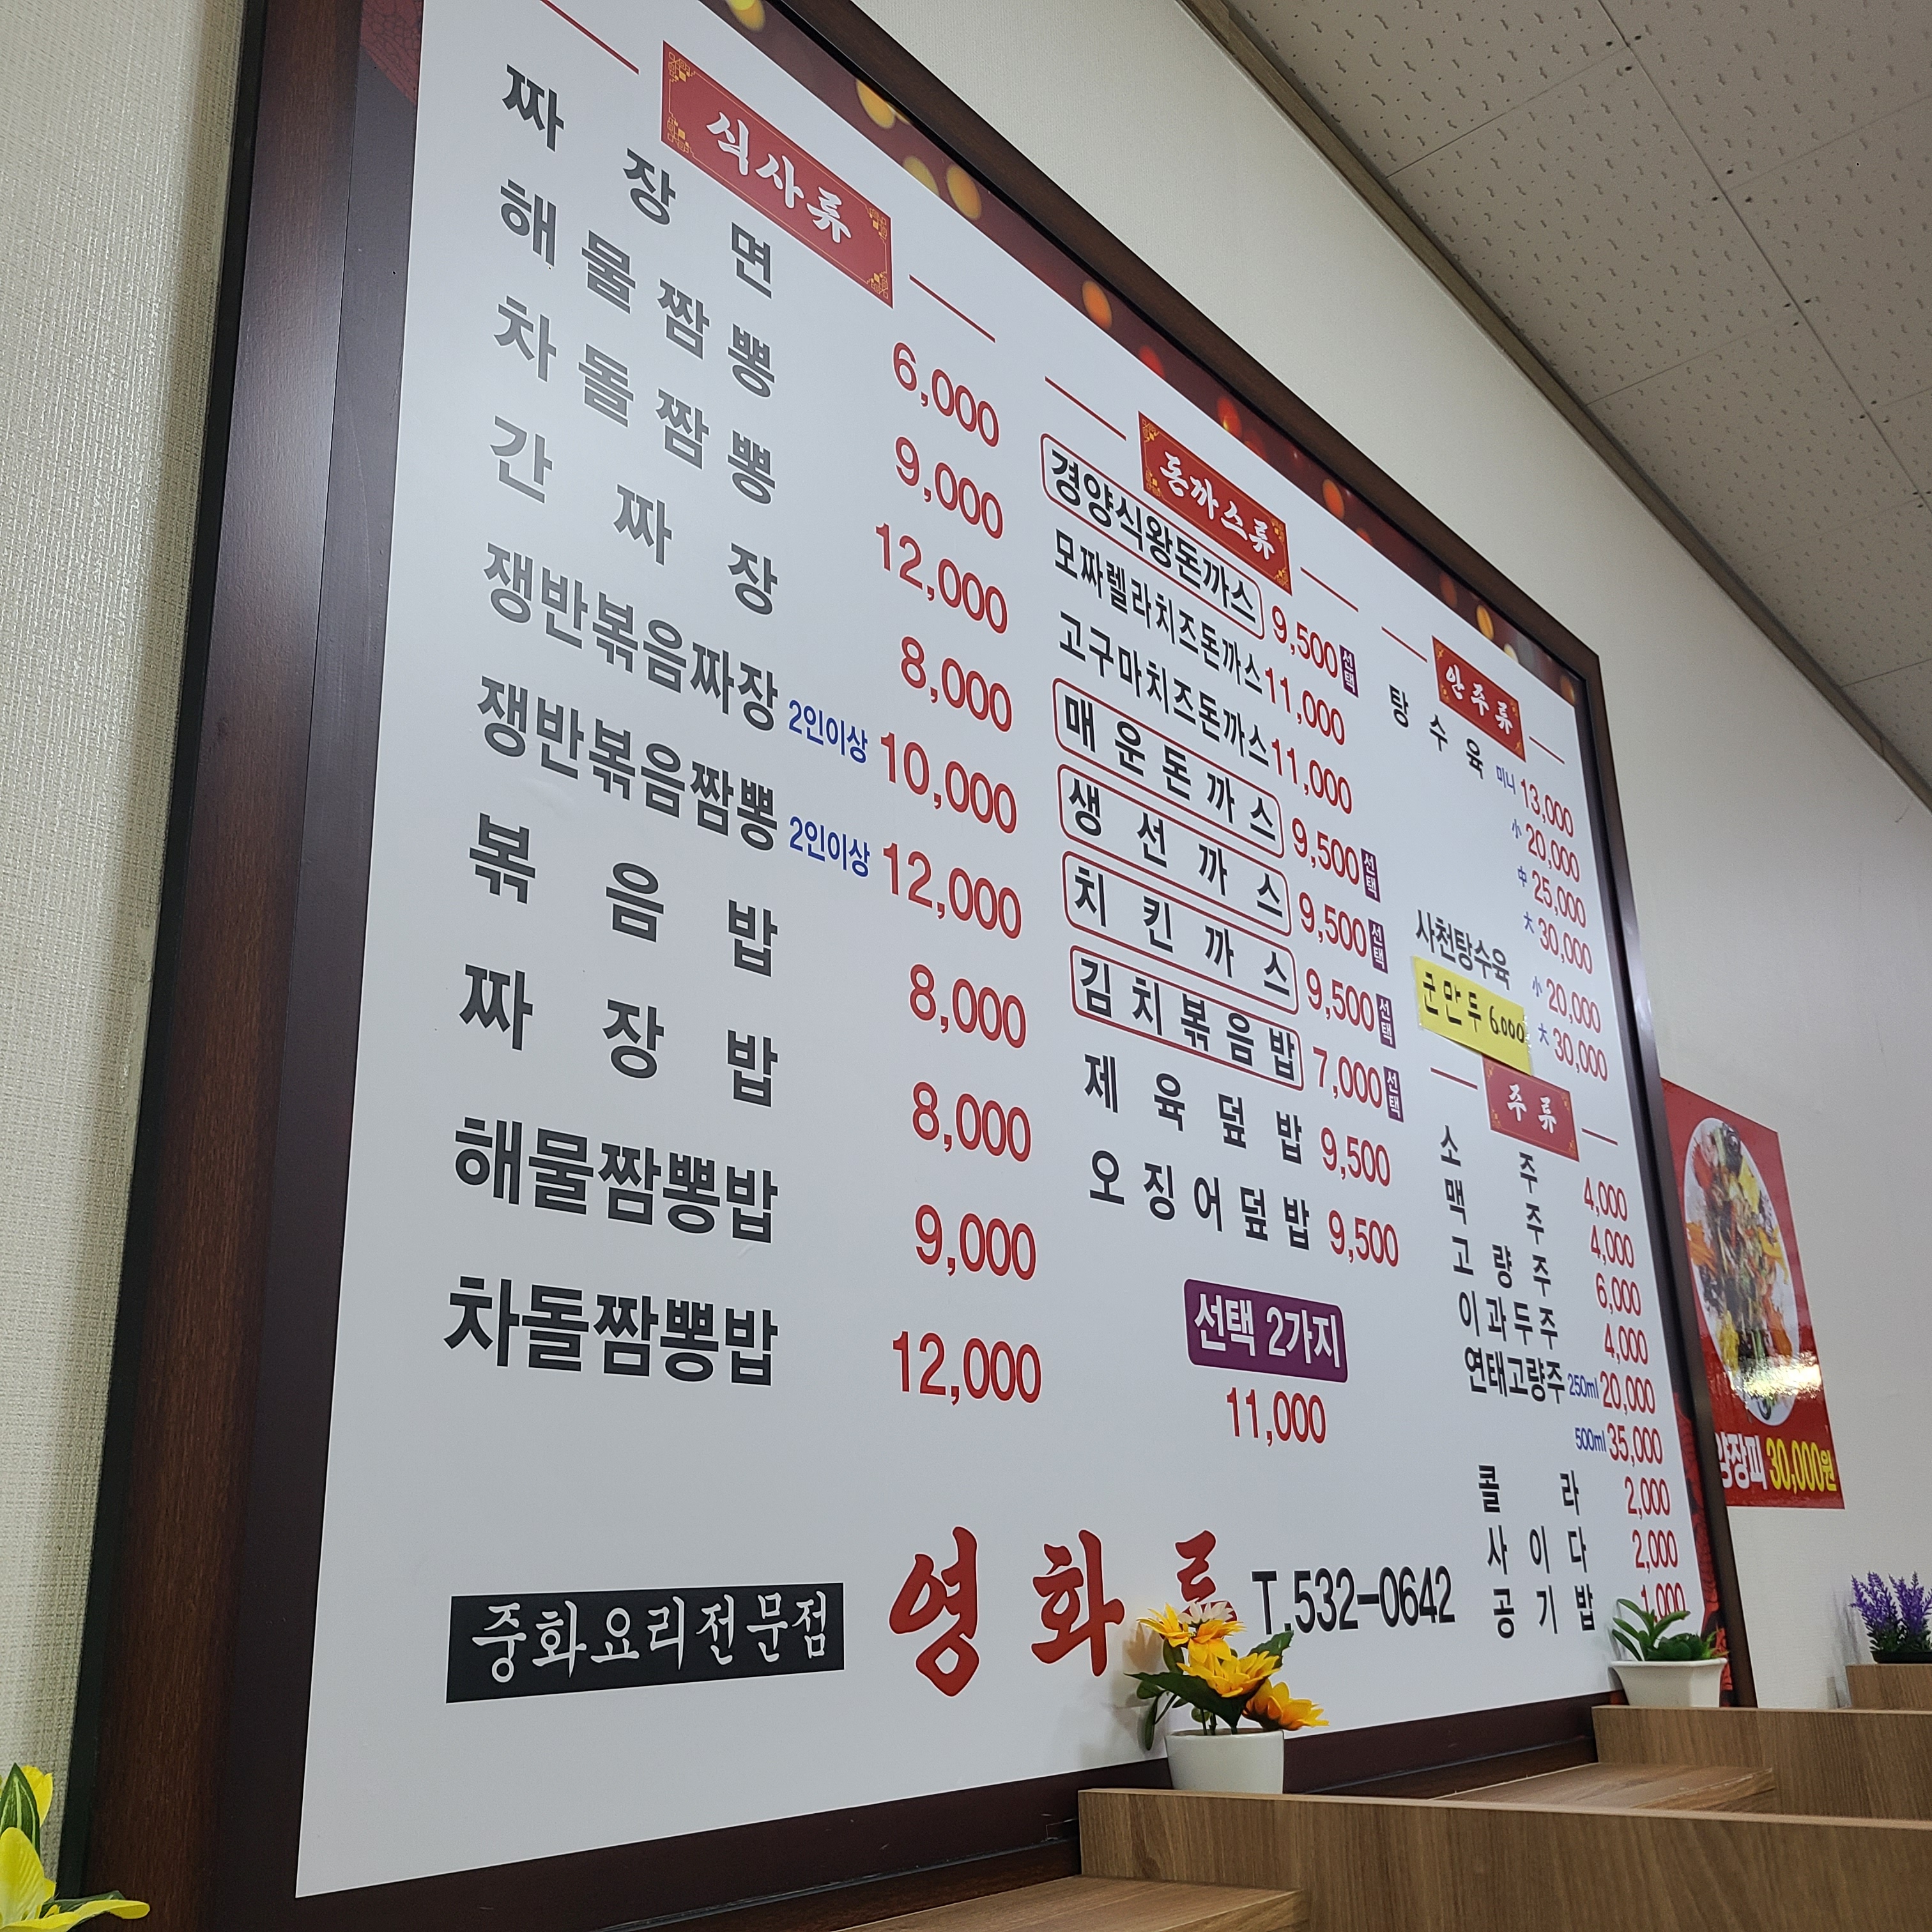 식사류
짜장면 6,000
해물짬뽕 9,000
차돌짬뽕 12,000
간짜장 8,000
쟁반볶음짜장 2인이상 10,000
쟁반볶음짬뽕 2인이상 12,000
볶음밥 8,000
짜장밥 8,000
해물짬뽕밥 9,000
차돌짬뽕밥 12,000
돈까스류
경양식왕돈까스 9,500 선택
모짜렐라치즈돈까스 11,000
고구마치즈돈까스 11,000
매운돈까스 9,500 선택
생선까스 9,500 선택
치킨까스 9,500 선택
김치볶음밥 7,000 선택
제육덮밥 9,500
오징어덮밥 9,500
선택 2가지
11,000
안주류
탕수육 미니 13,000
小 20,000
中 25,000
大 30,000
사천탕수육 小 20,000
大 30,000
군만두 6000
주류
소주 4,000
맥주 4,000
고량주 6,000
이과두주 4,000
연태고량주 250ml 20,000
500ml 35,000
콜라 2,000
사이다 2,000
공기밥 1,000
중화요리전문점 영화루 T.532-0642
양장피 30,000원